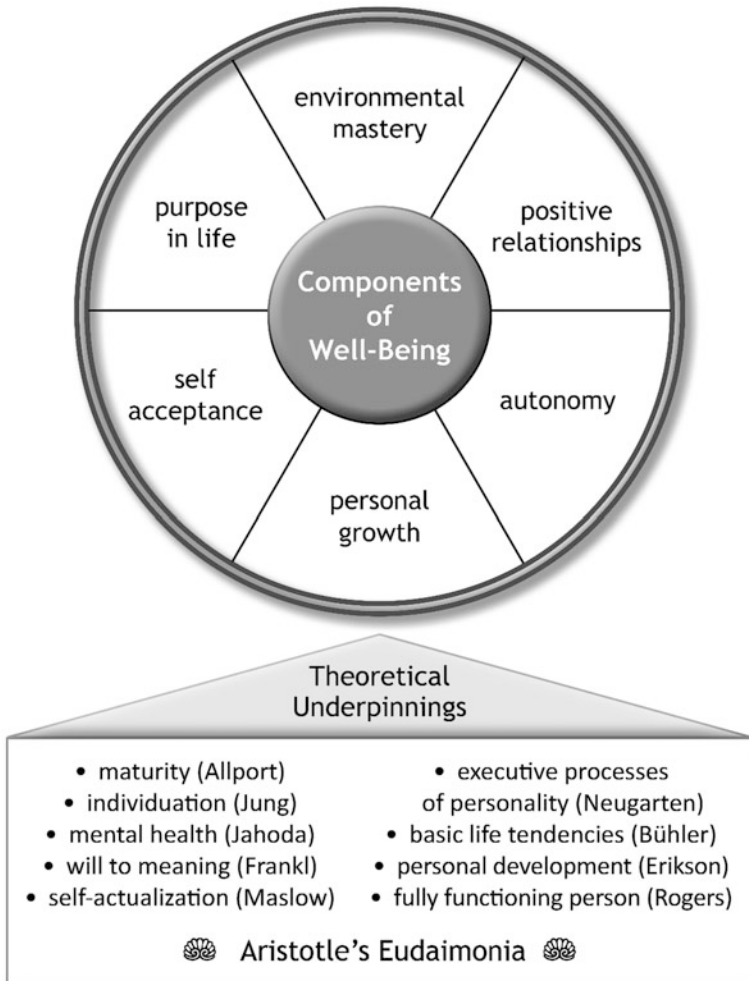 environmental
mastery
purpose
in life
positive
relationships
Components
of
Well-Being
self
acceptance
autonomy
personal
growth
Theoretical
Underpinnings
• maturity (Allport)
• individuation (Jung)
• mental health (Jahoda)
• will to meaning (Frankl)
• self-actualization (Maslow)
• executive processes
of personality (Neugarten)
• basic life tendencies (Bühler)
• personal development (Erikson)
• fully functioning person (Rogers)
Aristotle's Eudaimonia